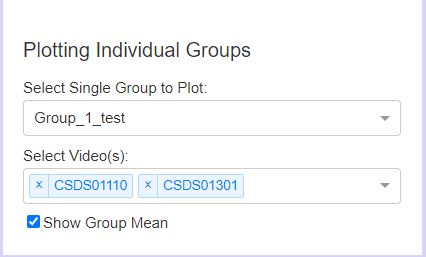 Plotting Individual Groups
Select Single Group to Plot:
Group_1_test
Select Video(s):
× CSDS01110 × CSDS01301
Show Group Mean